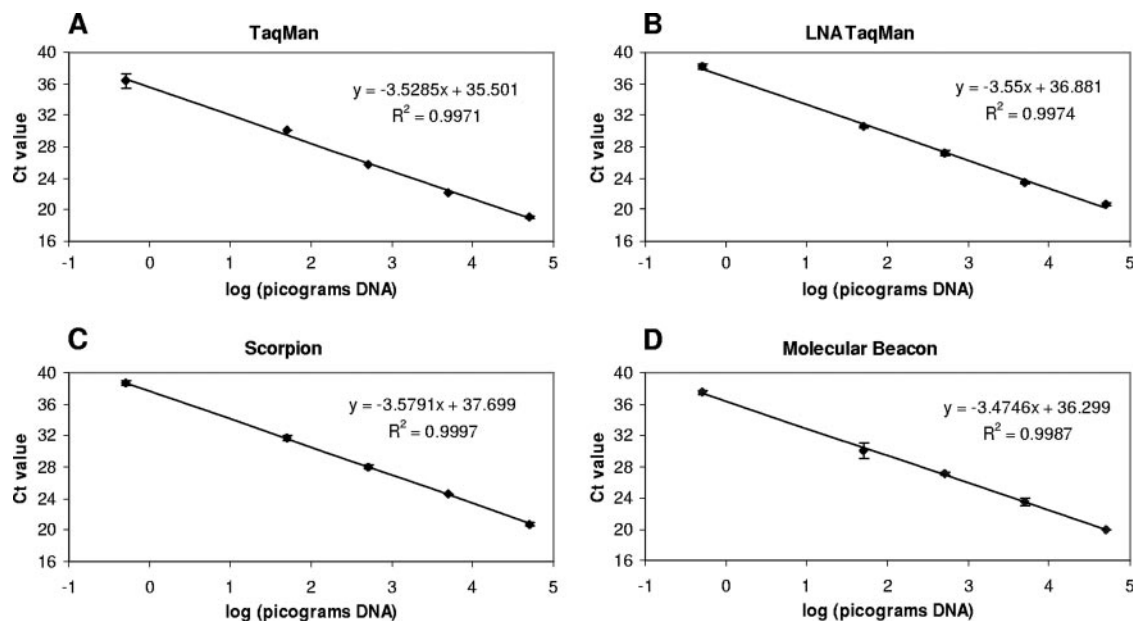 A
TaqMan
Ct value
40
36
32
28
24
20
16
y = -3.5285x + 35.501
R² = 0.9971
-1 0 1 2 3 4 5
log (picograms DNA)
B
LNA TaqMan
Ct value
40
36
32
28
24
20
16
y = -3.55x + 36.881
R² = 0.9974
-1 0 1 2 3 4 5
log (picograms DNA)
C
Scorpion
Ct value
40
36
32
28
24
20
16
y = -3.5791x + 37.699
R² = 0.9997
-1 0 1 2 3 4 5
log (picograms DNA)
D
Molecular Beacon
Ct value
40
36
32
28
24
20
16
y = -3.4746x + 36.299
R² = 0.9987
-1 0 1 2 3 4 5
log (picograms DNA)